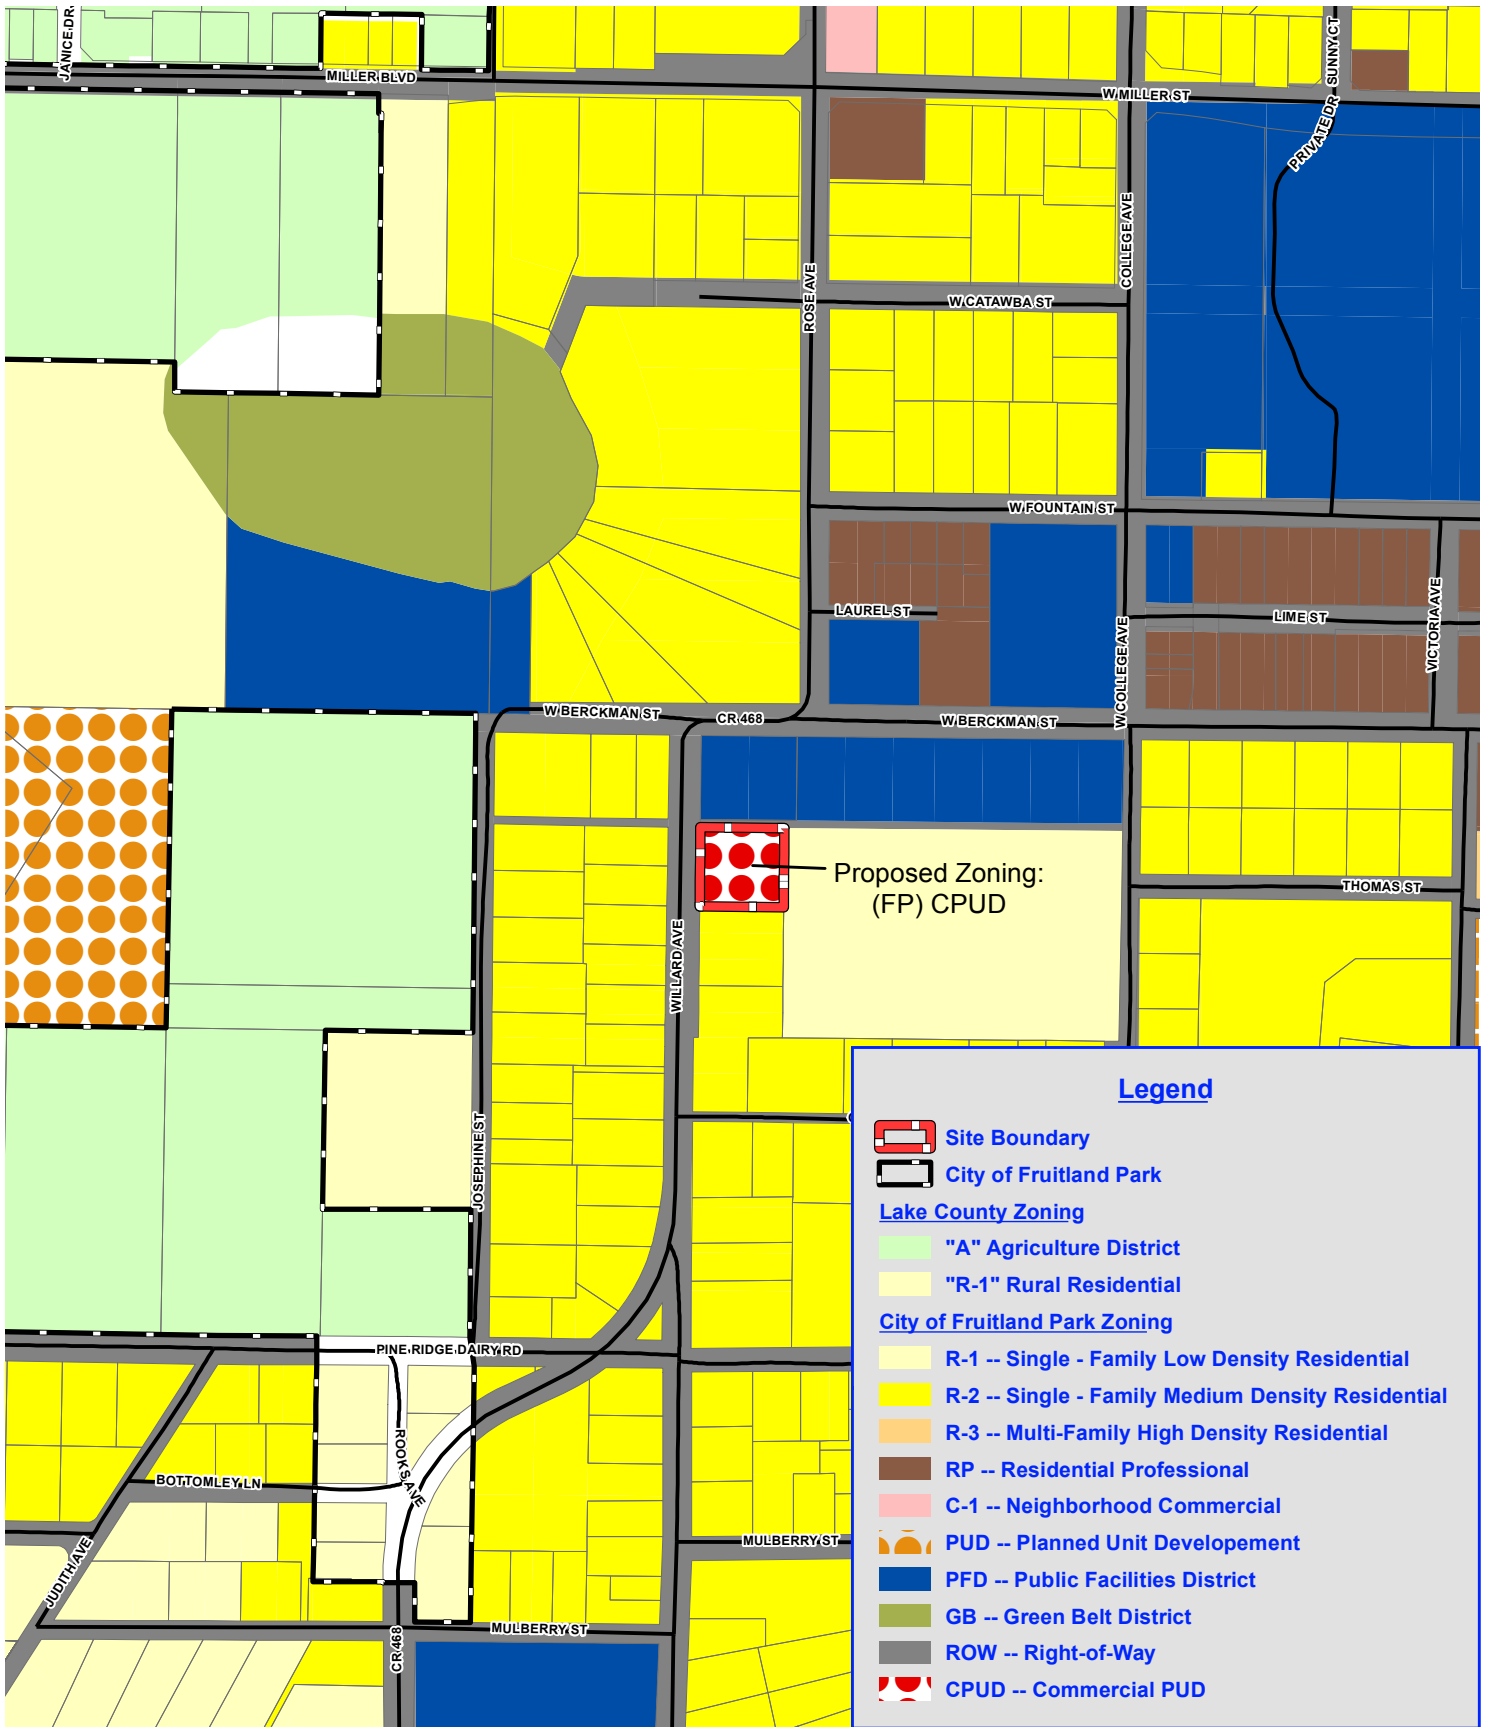 JANICE DR
MILLER BLVD
SUNNY CT
W MILLER ST
PRIVATE DR
COLLEGE AVE
ROSE AVE
W CATAWBA ST
W FOUNTAIN ST
LAUREL ST
LIME ST
VICTORIA AVE
W COLLEGE AVE
W BERCKMAN ST
CR 468
W BERCKMAN ST
Proposed Zoning:
(FP) CPUD
THOMAS ST
WILLARD AVE
JOSEPHINE ST
PINE RIDGE DAIRY RD
ROOKS AVE
BOTTOMLEY LN
JUDITH AVE
MULBERRY ST
MULBERRY ST
CR 468
Legend
Site Boundary
City of Fruitland Park
Lake County Zoning
"A" Agriculture District
"R-1" Rural Residential
City of Fruitland Park Zoning
R-1 -- Single - Family Low Density Residential
R-2 -- Single - Family Medium Density Residential
R-3 -- Multi-Family High Density Residential
RP -- Residential Professional
C-1 -- Neighborhood Commercial
PUD -- Planned Unit Developement
PFD -- Public Facilities District
GB -- Green Belt District
ROW -- Right-of-Way
CPUD -- Commercial PUD